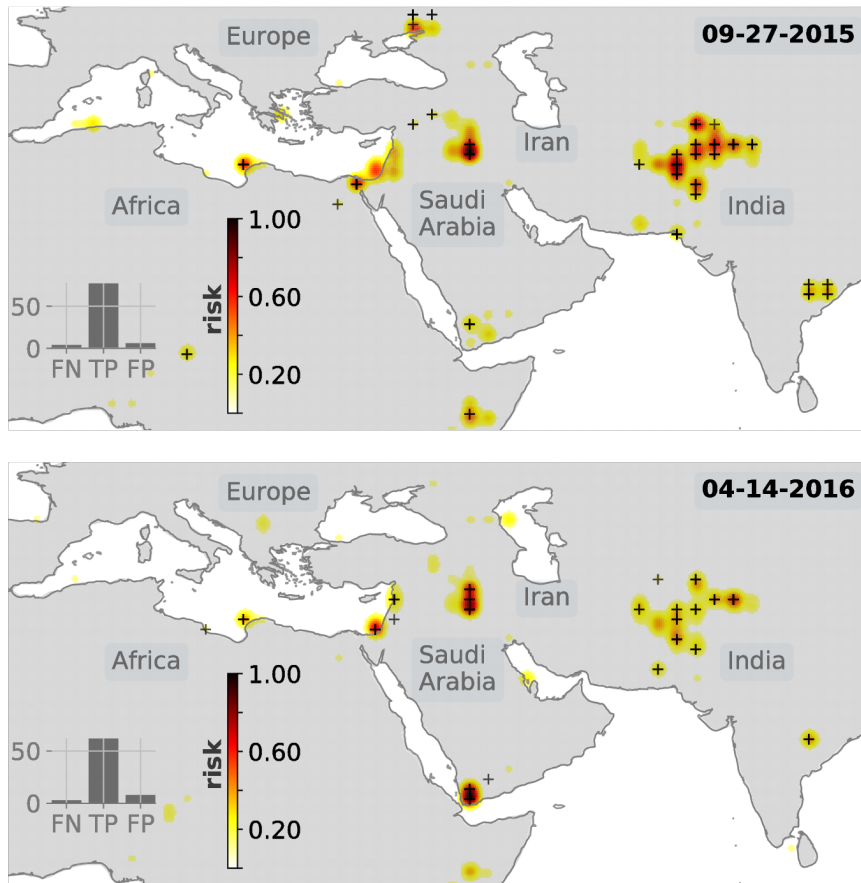 Europe
09-27-2015
Iran
Africa
Saudi
Arabia
India
1.00
0.60
0.20
risk
50
0
FN TP FP
Europe
04-14-2016
Iran
Africa
Saudi
Arabia
India
1.00
0.60
0.20
risk
50
0
FN TP FP